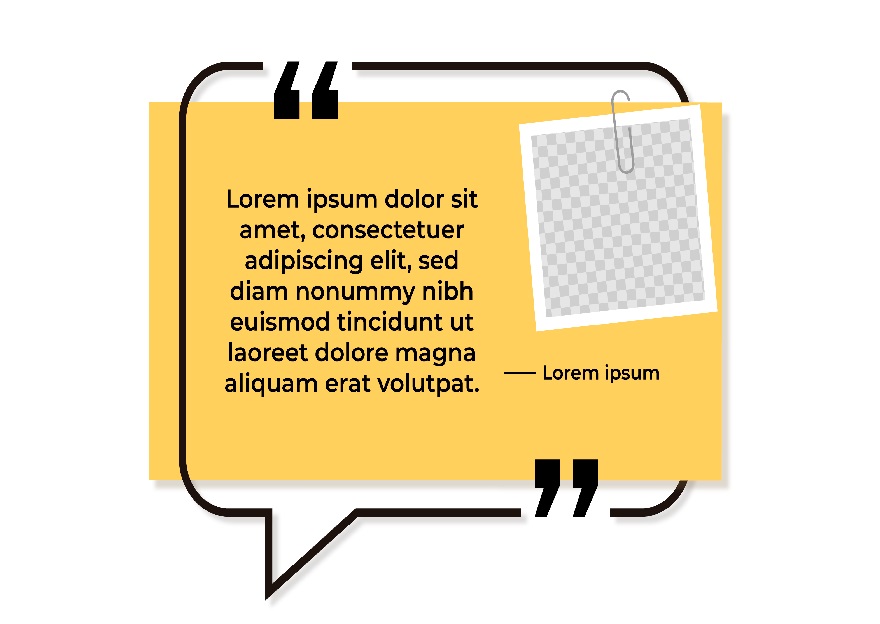 “
Lorem ipsum dolor sit
amet, consectetuer
adipiscing elit, sed
diam nonummy nibh
euismod tincidunt ut
laoreet dolore magna
aliquam erat volutpat.
— Lorem ipsum
”